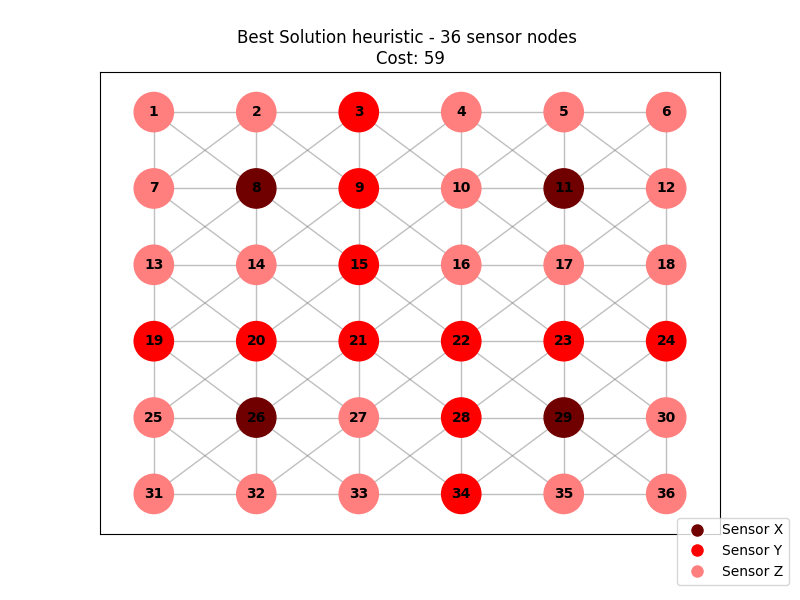 Best Solution heuristic - 36 sensor nodes
Cost: 59
1 2 3 4 5 6
7 8 9 10 11 12
13 14 15 16 17 18
19 20 21 22 23 24
25 26 27 28 29 30
31 32 33 34 35 36
Sensor X
Sensor Y
Sensor Z